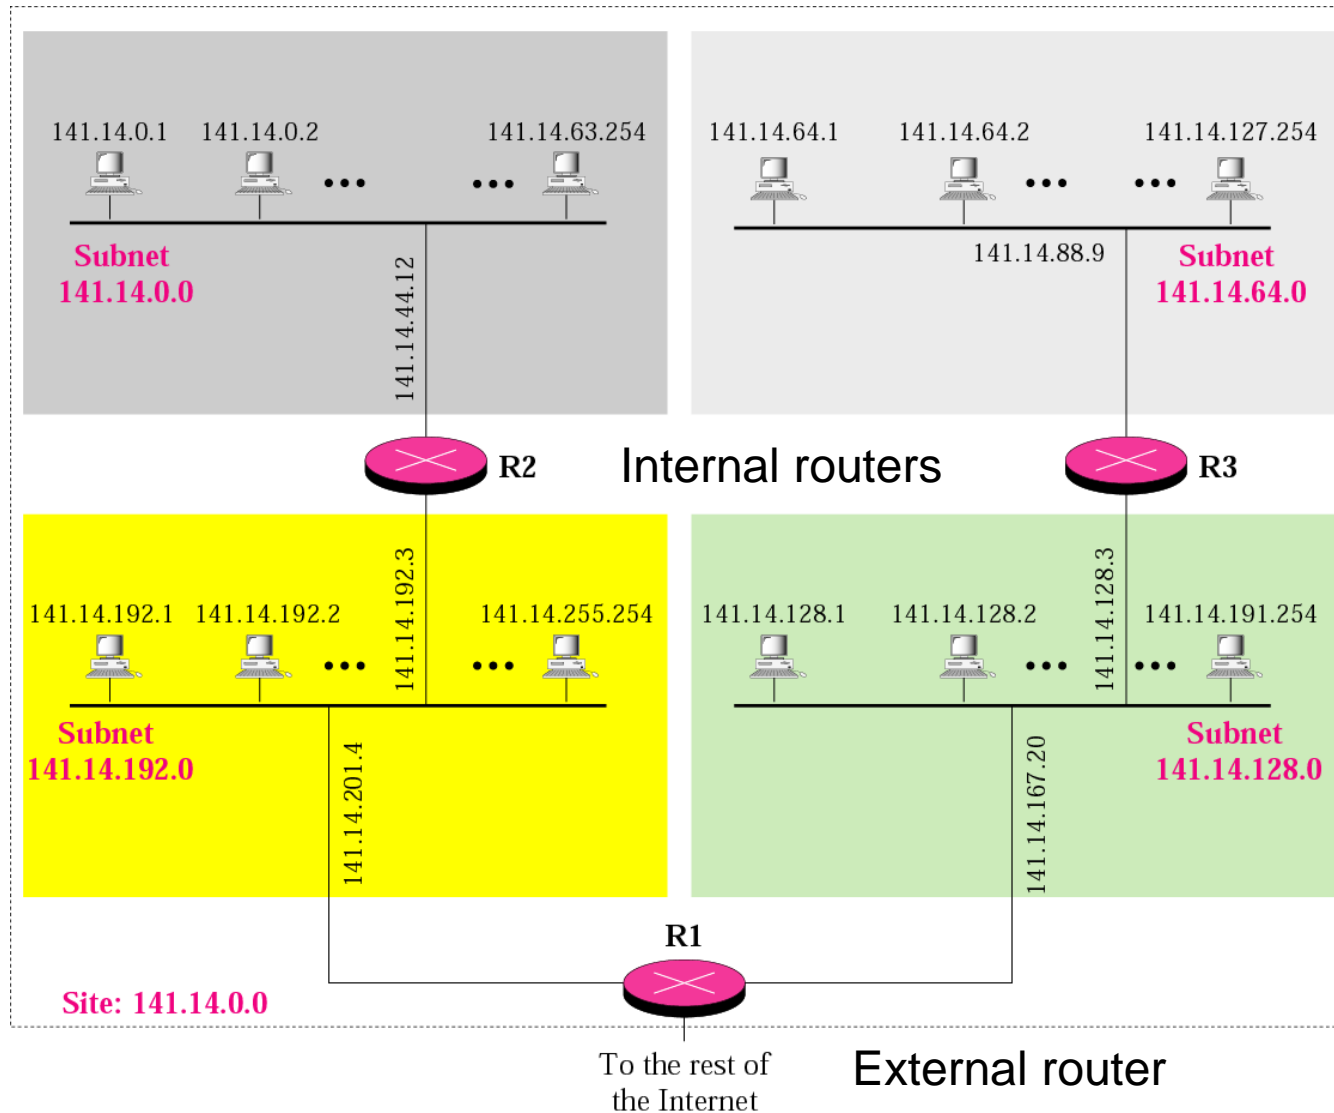 141.14.0.1
141.14.0.2
141.14.63.254
Subnet
141.14.0.0
141.14.44.12
141.14.64.1
141.14.64.2
141.14.127.254
141.14.88.9
Subnet
141.14.64.0
R2
Internal routers
R3
141.14.192.1
141.14.192.2
141.14.192.3
141.14.255.254
Subnet
141.14.192.0
141.14.201.4
141.14.128.1
141.14.128.2
141.14.128.3
141.14.191.254
Subnet
141.14.128.0
141.14.167.20
R1
Site: 141.14.0.0
To the rest of
the Internet
External router